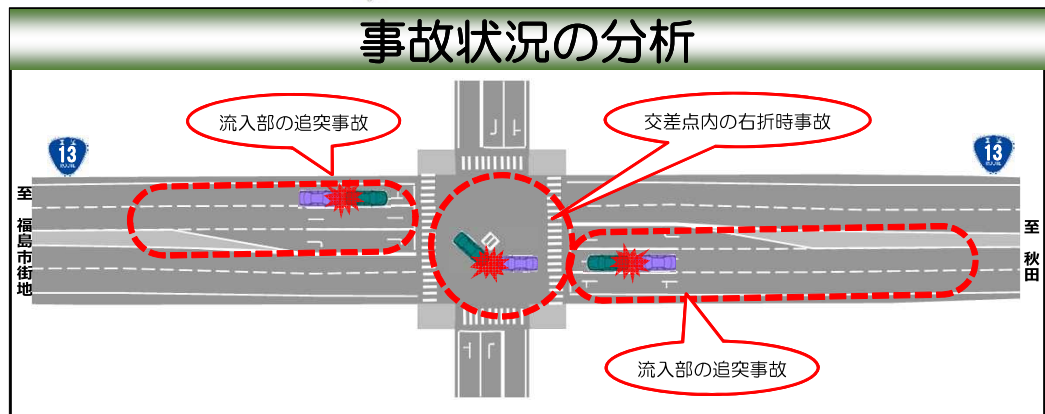 事故状況の分析
流入部の追突事故
交差点内の右折時事故
13
13
至 福島市街地
至 秋田
流入部の追突事故